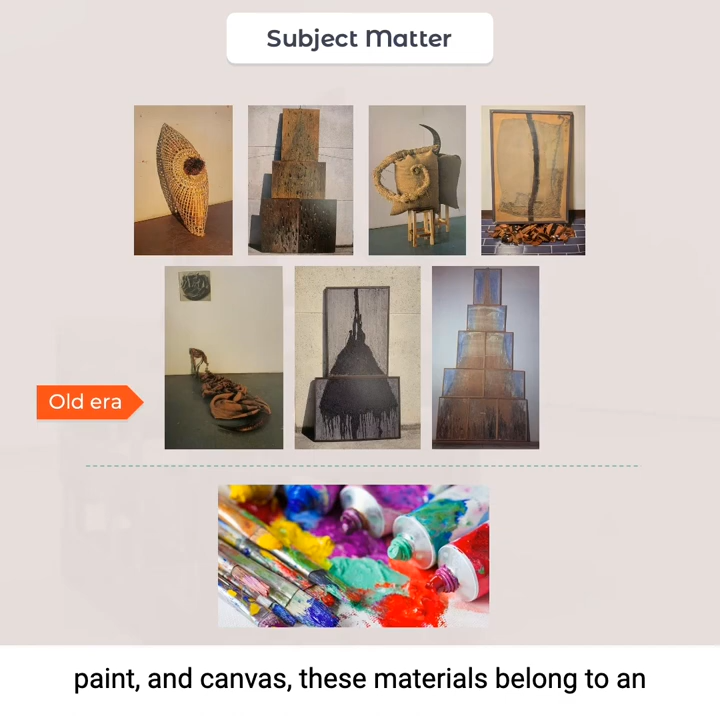 Subject Matter
Old era
paint, and canvas, these materials belong to an